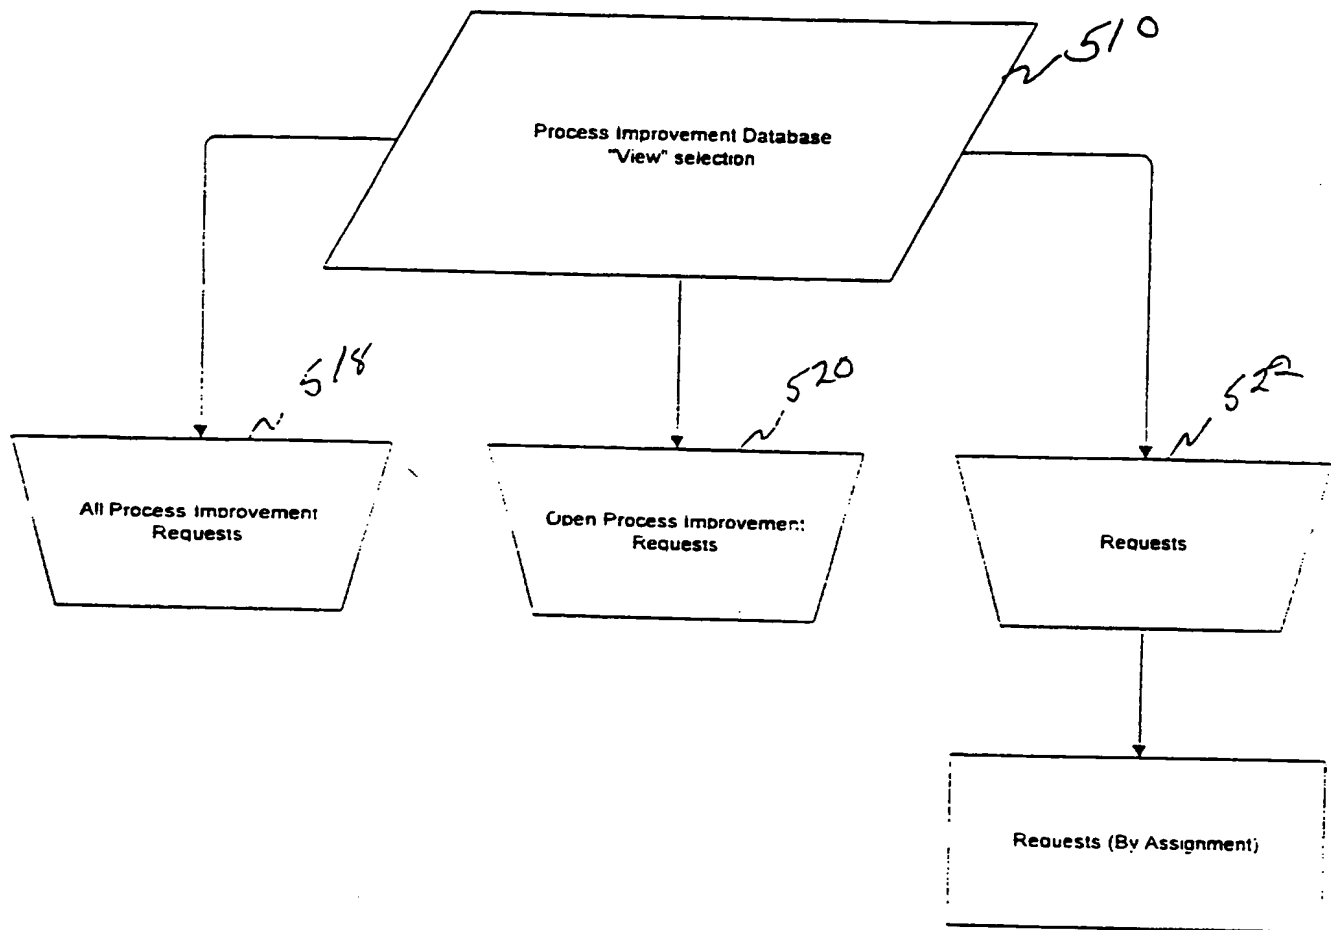 510
Process Improvement Database
"View" selection
518
520
522
All Process Improvement
Requests
Open Process Improvement
Requests
Requests
Requests (By Assignment)